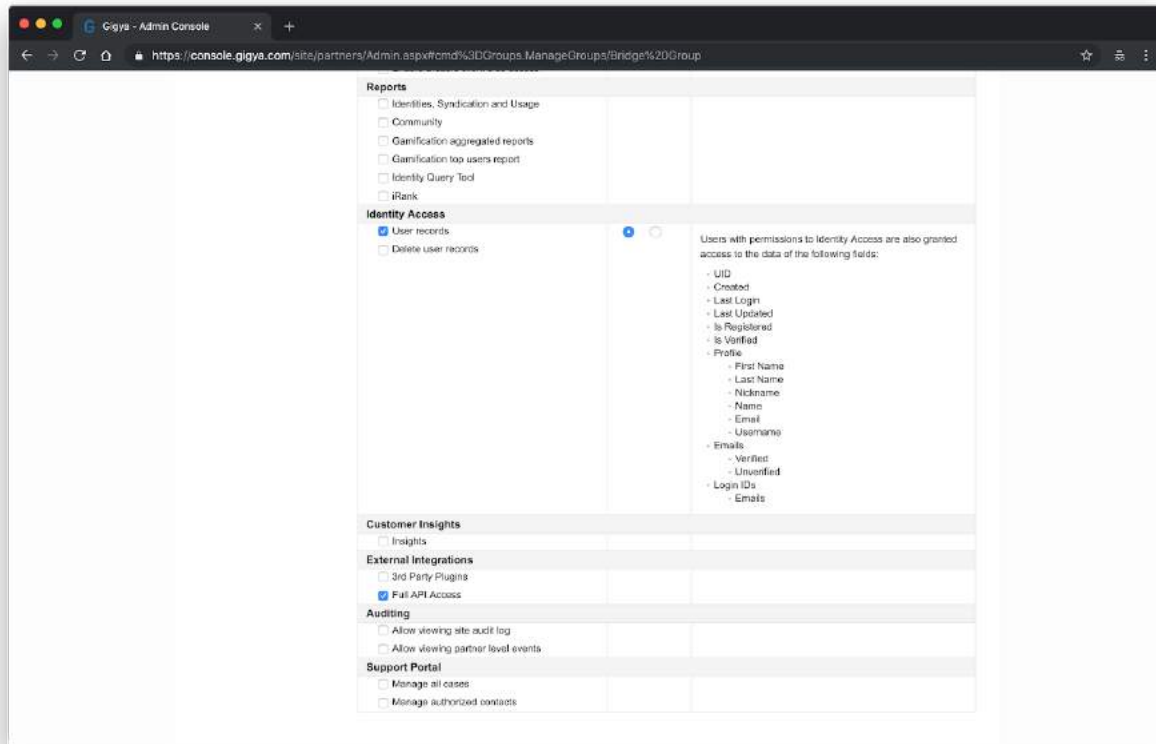 Gigya - Admin Console
https://console.gigya.com/site/partners/Admin.aspx#cmd%3DGroups.ManageGroups/Bridge%20Group
Reports
Identities, Syndication and Usage
Community
Gamification aggregated reports
Gamification top users report
Identity Query Tool
iRank
Identity Access
User records
Delete user records
Users with permissions to Identity Access are also granted
access to the data of the following fields:
- UID
- Created
- Last Login
- Last Updated
- Is Registered
- Is Verified
- Profile
- First Name
- Last Name
- Nickname
- Name
- Email
- Username
- Emails
- Verified
- Unverified
- Login IDs
- Emails
Customer Insights
Insights
External Integrations
3rd Party Plugins
Full API Access
Auditing
Allow viewing site audit log
Allow viewing partner level events
Support Portal
Manage all cases
Manage authorized contacts